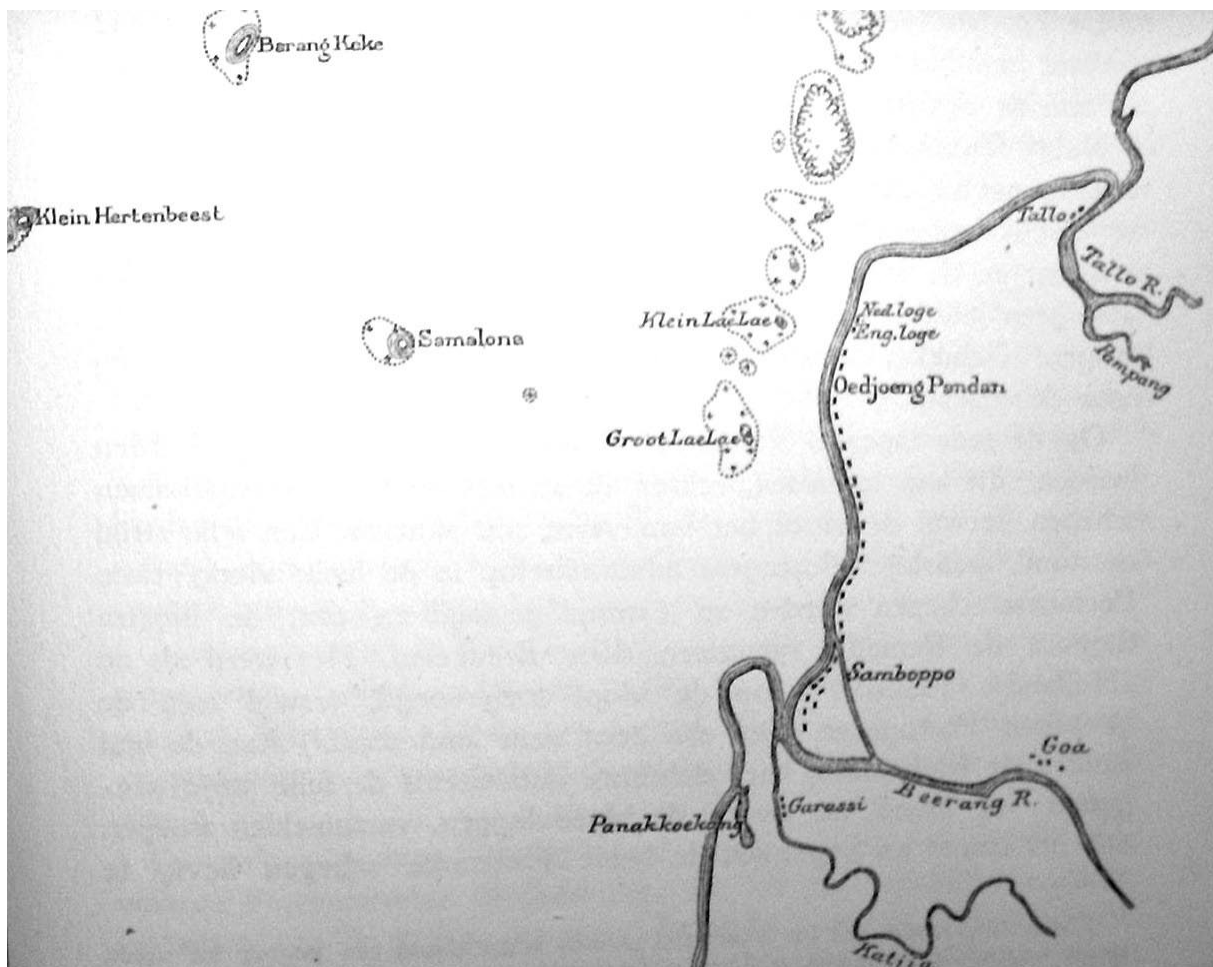 Barang Keke
Klein Hertenbeest
Tallo
Tallo R.
Ned. loge
Klein LaeLae
Eng. loge
Samalona
Pampang
Oedjoeng Pandan
Groot LaeLae
Samboppo
Goa
Beerang R.
Garassi
Panakkoekang